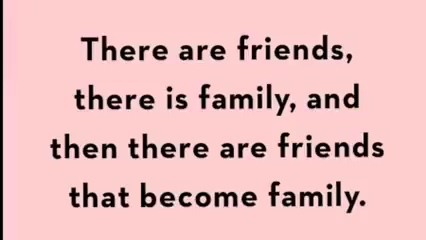 There are friends,
there is family, and
then there are friends
that become family.